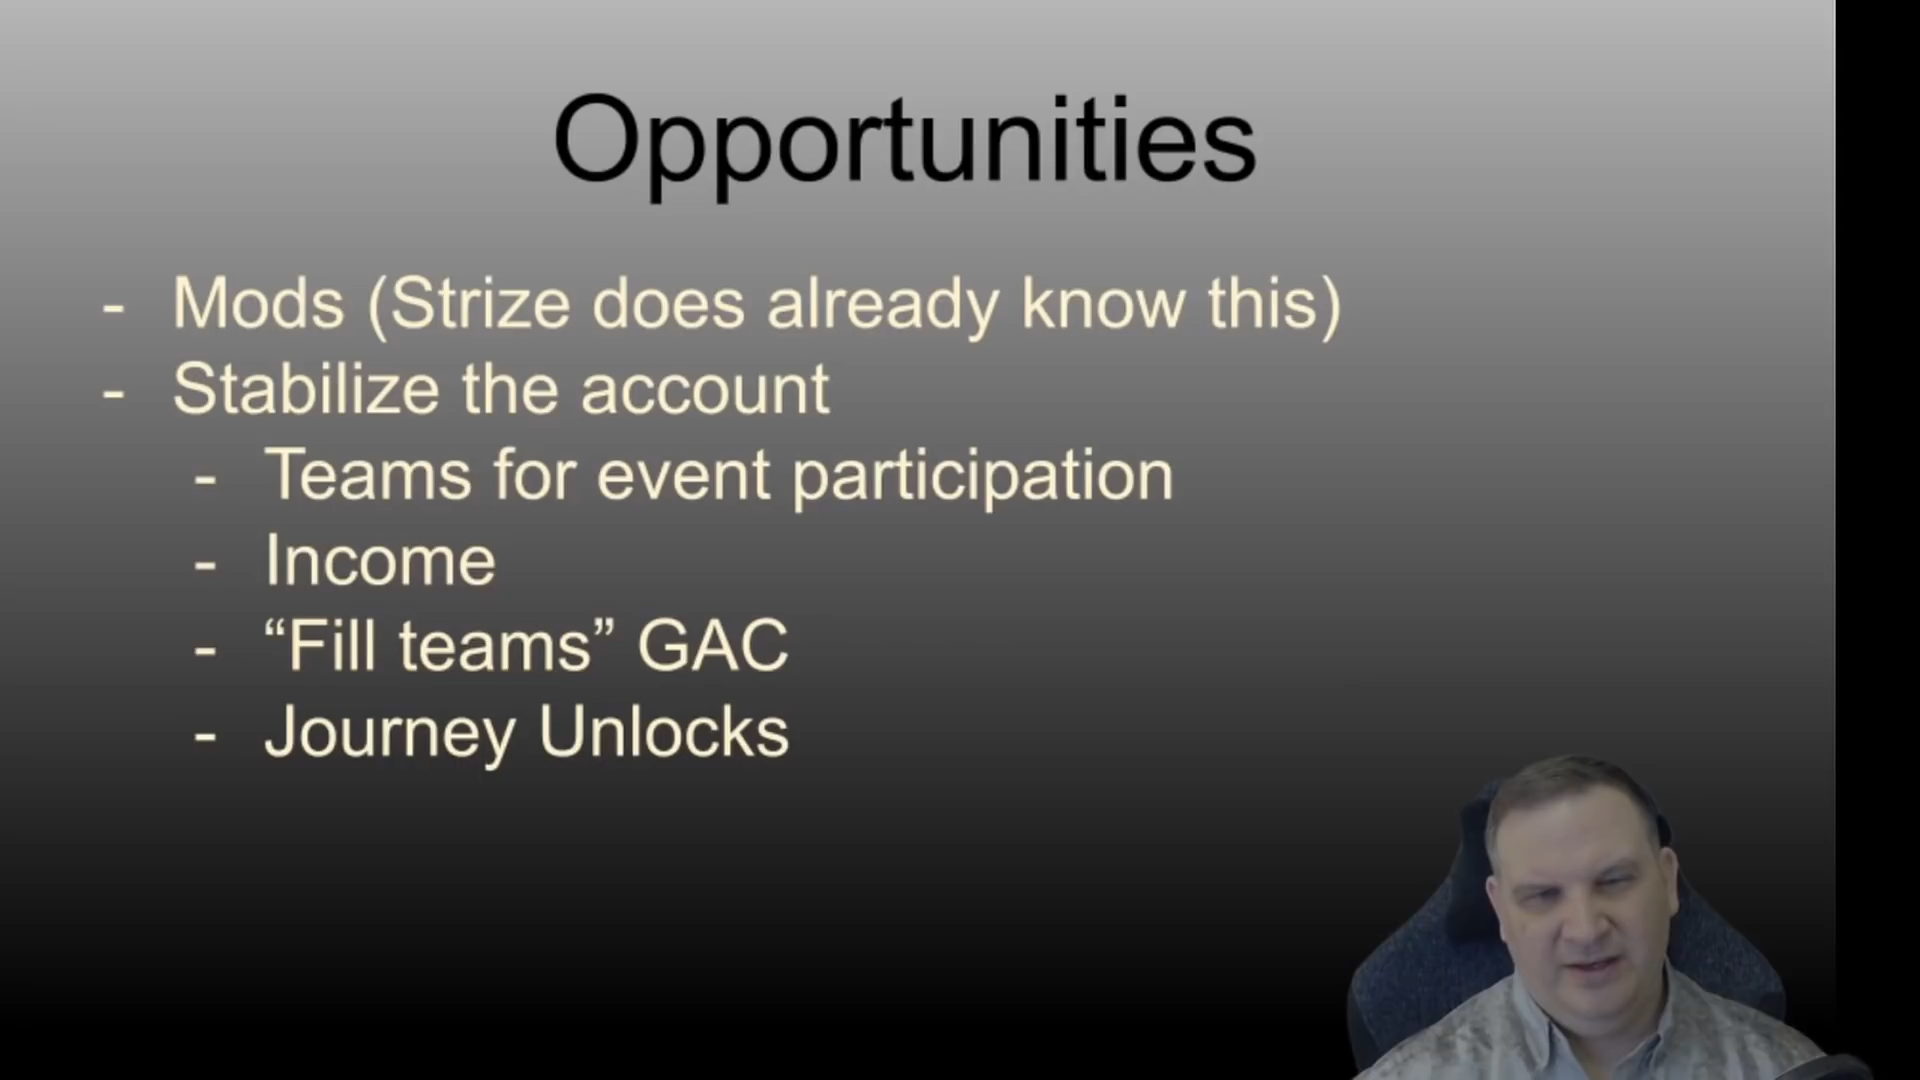 Opportunities
- Mods (Strize does already know this)
- Stabilize the account
- Teams for event participation
- Income
- “Fill teams” GAC
- Journey Unlocks